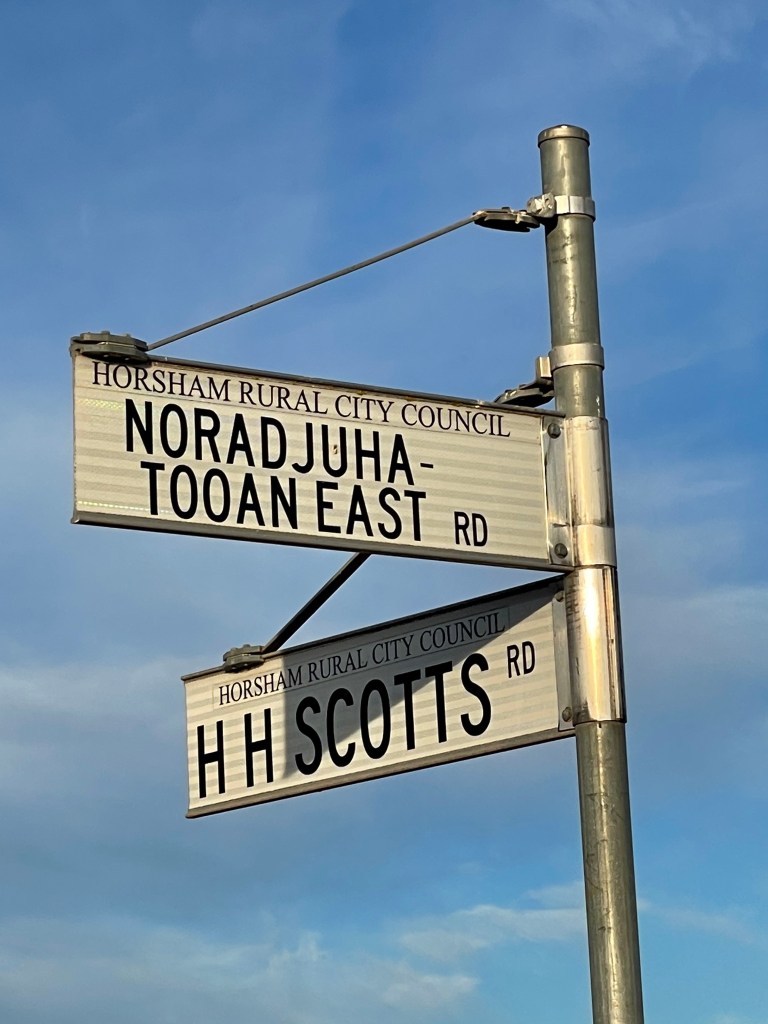 HORSHAM RURAL CITY COUNCIL
NORADJUHA-
TOOAN EAST RD
HORSHAM RURAL CITY COUNCIL
H H SCOTTS RD